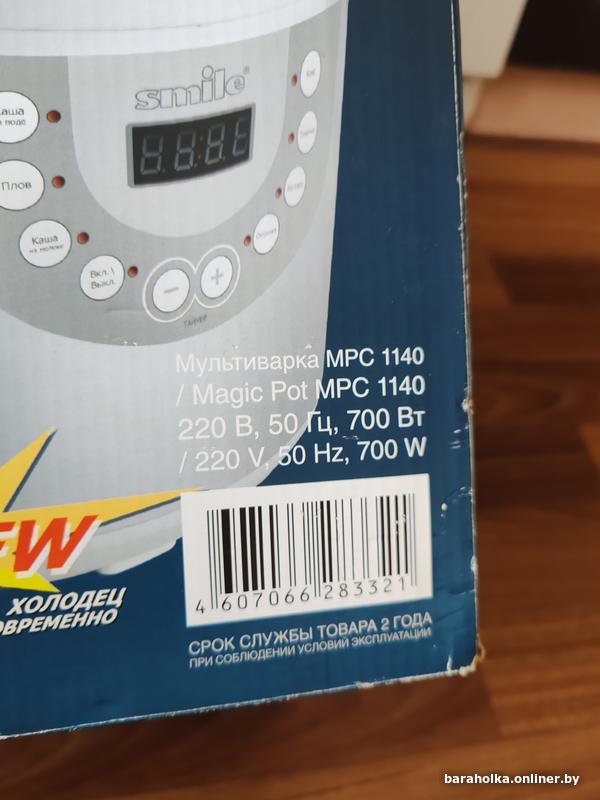 smile
Каша
на воде
Плов
Каша
на молоке
Вкл.\
Выкл.
ТАЙМЕР
Мультиварка MPC 1140
/ Magic Pot MPC 1140
220 В, 50 Гц, 700 Вт
/ 220 V, 50 Hz, 700 W
EW
ХОЛОДЕЦ
ОВРЕМЕННО
4 607066 283321
СРОК СЛУЖБЫ ТОВАРА 2 ГОДА
ПРИ СОБЛЮДЕНИИ УСЛОВИЙ ЭКСПЛУАТАЦИИ
baraholka.onliner.by